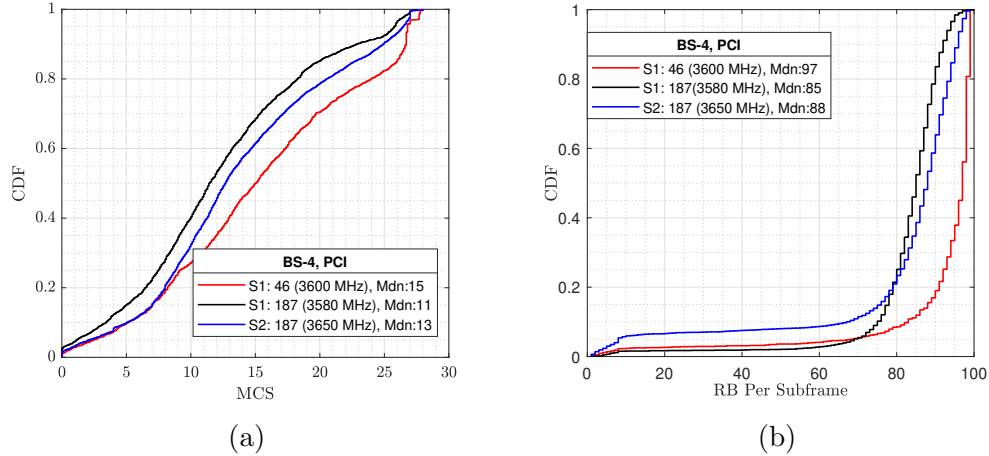 1
0.8
0.6
0.4
0.2
0
CDF
0 5 10 15 20 25 30
MCS
BS-4, PCI
S1: 46 (3600 MHz), Mdn:15
S1: 187 (3580 MHz), Mdn:11
S2: 187 (3650 MHz), Mdn:13
(a)
1
0.8
0.6
0.4
0.2
0
CDF
0 20 40 60 80 100
RB Per Subframe
BS-4, PCI
S1: 46 (3600 MHz), Mdn:97
S1: 187(3580 MHz), Mdn:85
S2: 187 (3650 MHz), Mdn:88
(b)